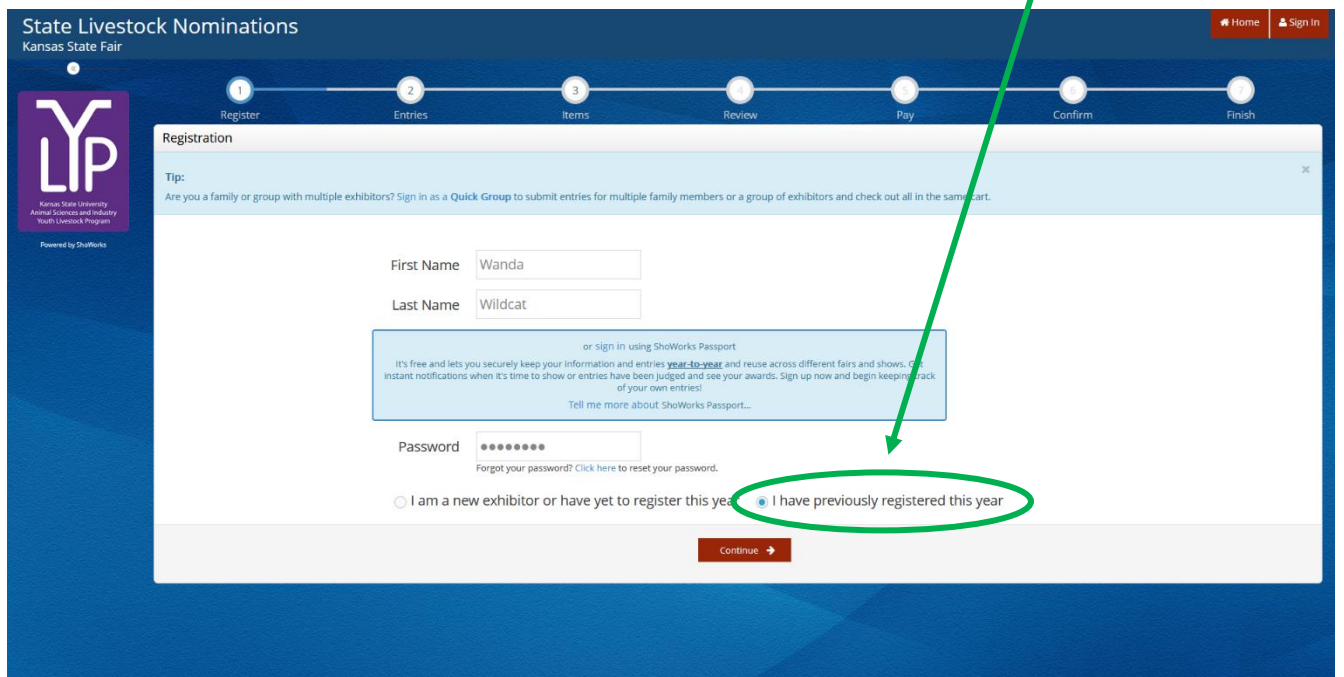 State Livestock Nominations
Kansas State Fair
Home
Sign In
1
2
3
4
5
6
7
Register
Entries
Items
Review
Pay
Confirm
Finish
YLP
Kansas State University
Animal Sciences and Industry
Youth Livestock Program
Powered by ShoWorks
Registration
Tip:
Are you a family or group with multiple exhibitors? Sign in as a Quick Group to submit entries for multiple family members or a group of exhibitors and check out all in the same cart.
First Name
Wanda
Last Name
Wildcat
or sign in using ShoWorks Passport
It's free and lets you securely keep your information and entries year-to-year and reuse across different fairs and shows. Get
instant notifications when it's time to show or entries have been judged and see your awards. Sign up now and begin keeping track
of your own entries!
Tell me more about ShoWorks Passport...
Password
Forgot your password? Click here to reset your password.
I am a new exhibitor or have yet to register this year
I have previously registered this year
Continue